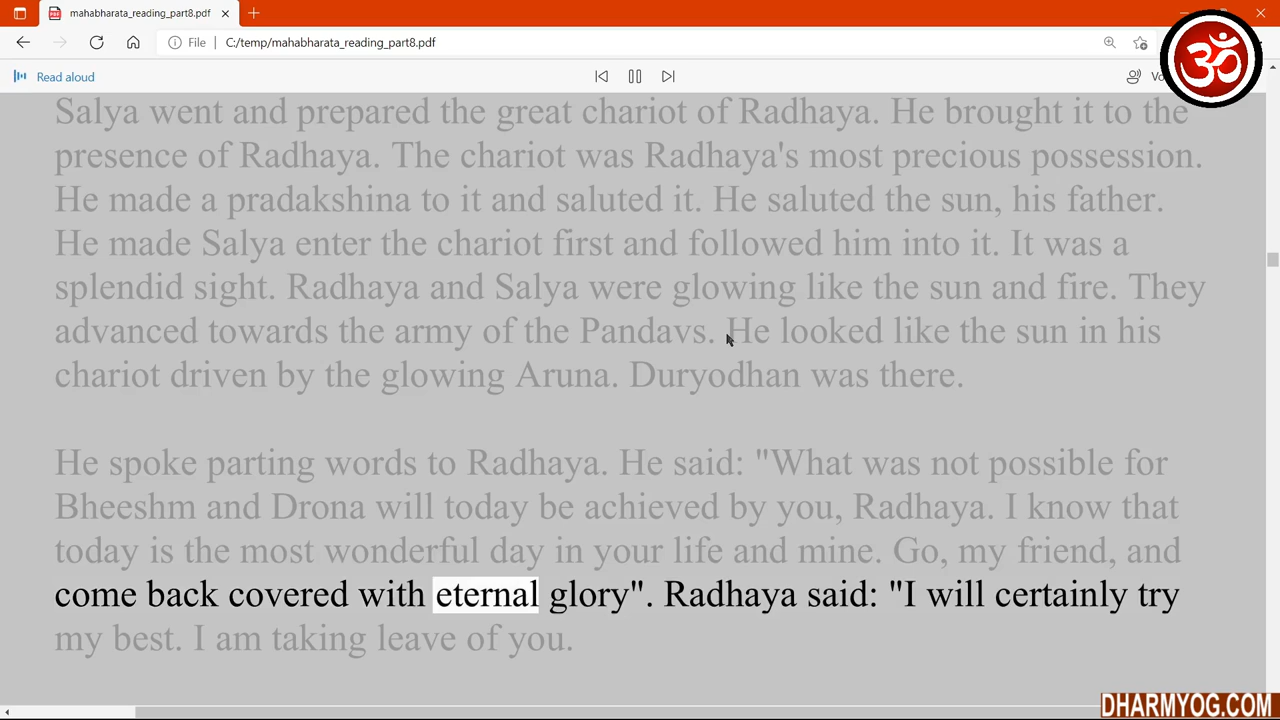 mahabharata_reading_part8.pdf
File C:/temp/mahabharata_reading_part8.pdf
Read aloud
Salya went and prepared the great chariot of Radhaya. He brought it to the
presence of Radhaya. The chariot was Radhaya's most precious possession.
He made a pradakshina to it and saluted it. He saluted the sun, his father.
He made Salya enter the chariot first and followed him into it. It was a
splendid sight. Radhaya and Salya were glowing like the sun and fire. They
advanced towards the army of the Pandavs. He looked like the sun in his
chariot driven by the glowing Aruna. Duryodhan was there.
He spoke parting words to Radhaya. He said: "What was not possible for
Bheeshm and Drona will today be achieved by you, Radhaya. I know that
today is the most wonderful day in your life and mine. Go, my friend, and
come back covered with eternal glory". Radhaya said: "I will certainly try
my best. I am taking leave of you.
ॐ
DHARMYOG.COM